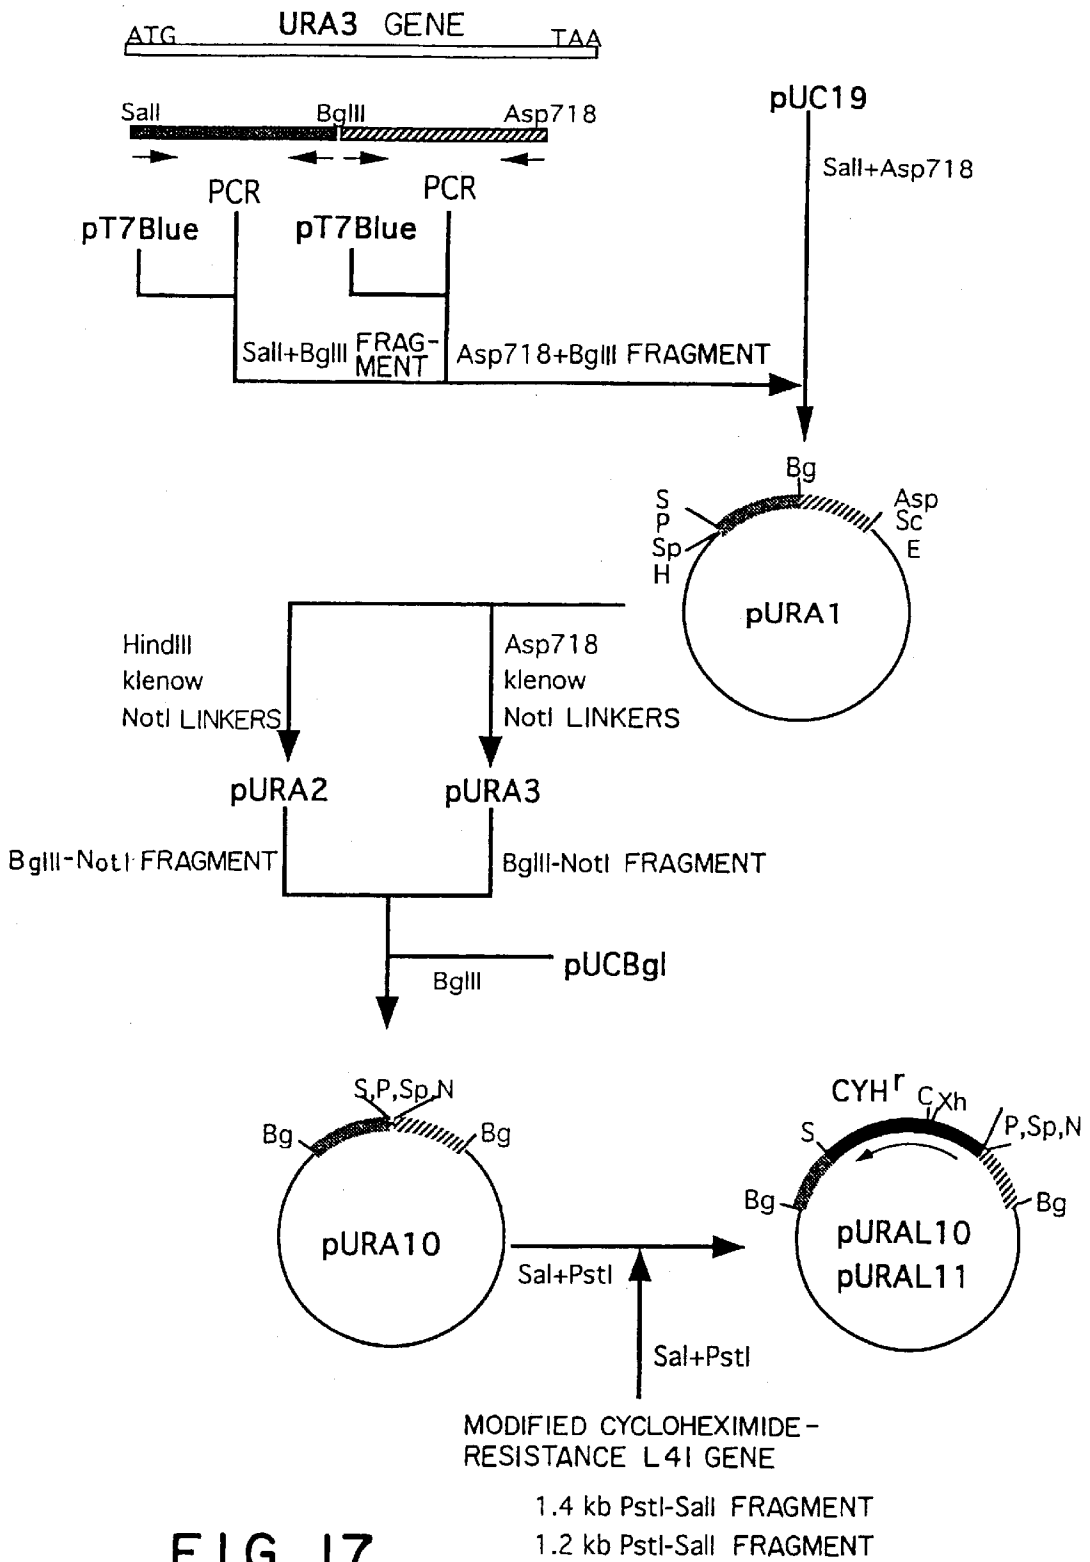 URA3 GENE
ATG
TAA
SalI
BglII
Asp718
pUC19
SalI+Asp718
PCR
PCR
pT7Blue
pT7Blue
SalI+BglII FRAG-
MENT
Asp718+BglII FRAGMENT
Bg
S
P
Sp
H
Asp
Sc
E
pURA1
HindIII
klenow
NotI LINKERS
Asp718
klenow
NotI LINKERS
pURA2
pURA3
BglII-NotI FRAGMENT
BglII-NotI FRAGMENT
BglII
pUCBgl
S,P,Sp,N
Bg
Bg
pURA10
CYHr
C
Xh
S
P,Sp,N
Bg
Bg
pURAL10
pURAL11
SalI+PstI
SalI+PstI
MODIFIED CYCLOHEXIMIDE-
RESISTANCE L41 GENE
1.4 kb PstI-SalI FRAGMENT
1.2 kb PstI-SalI FRAGMENT
FIG. 17